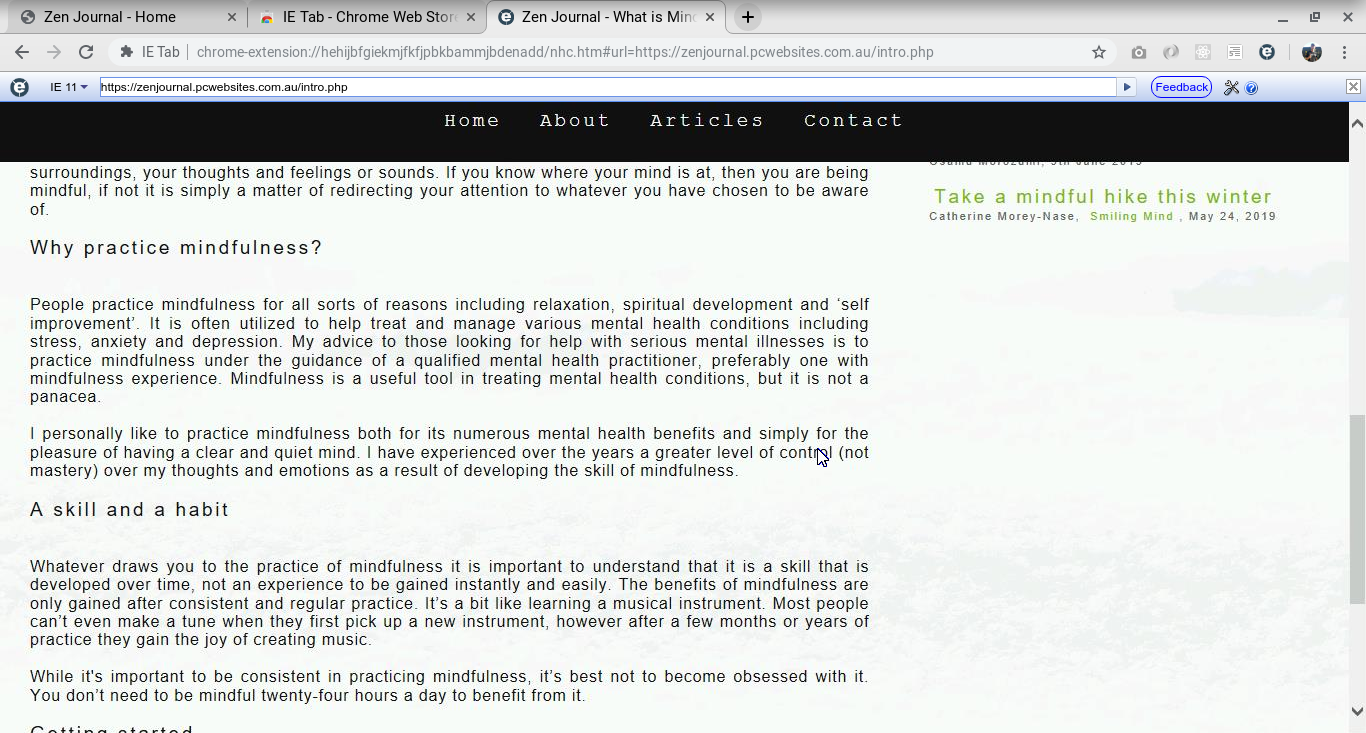 Zen Journal - Home
IE Tab - Chrome Web Store
Zen Journal - What is Min
IE Tab
chrome-extension://hehijbfgiekmjfkfjpbkbammjbdenadd/nhc.htm#url=https://zenjournal.pcwebsites.com.au/intro.php
IE 11
https://zenjournal.pcwebsites.com.au/intro.php
Feedback
Home About Articles Contact
surroundings, your thoughts and feelings or sounds. If you know where your mind is at, then you are being
mindful, if not it is simply a matter of redirecting your attention to whatever you have chosen to be aware
of.
Why practice mindfulness?
People practice mindfulness for all sorts of reasons including relaxation, spiritual development and ‘self
improvement’. It is often utilized to help treat and manage various mental health conditions including
stress, anxiety and depression. My advice to those looking for help with serious mental illnesses is to
practice mindfulness under the guidance of a qualified mental health practitioner, preferably one with
mindfulness experience. Mindfulness is a useful tool in treating mental health conditions, but it is not a
panacea.
I personally like to practice mindfulness both for its numerous mental health benefits and simply for the
pleasure of having a clear and quiet mind. I have experienced over the years a greater level of control (not
mastery) over my thoughts and emotions as a result of developing the skill of mindfulness.
A skill and a habit
Whatever draws you to the practice of mindfulness it is important to understand that it is a skill that is
developed over time, not an experience to be gained instantly and easily. The benefits of mindfulness are
only gained after consistent and regular practice. It’s a bit like learning a musical instrument. Most people
can’t even make a tune when they first pick up a new instrument, however after a few months or years of
practice they gain the joy of creating music.
While it's important to be consistent in practicing mindfulness, it’s best not to become obsessed with it.
You don’t need to be mindful twenty-four hours a day to benefit from it.
Getting started
Take a mindful hike this winter
Catherine Morey-Nase, Smiling Mind , May 24, 2019